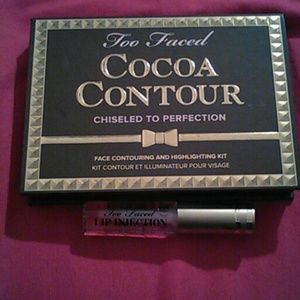 Too Faced
COCOA
CONTOUR
CHISELED TO PERFECTION
FACE CONTOURING AND HIGHLIGHTING KIT
KIT CONTOUR ET ILLUMINATEUR POUR VISAGE
Too Faced
LIP INJECTION